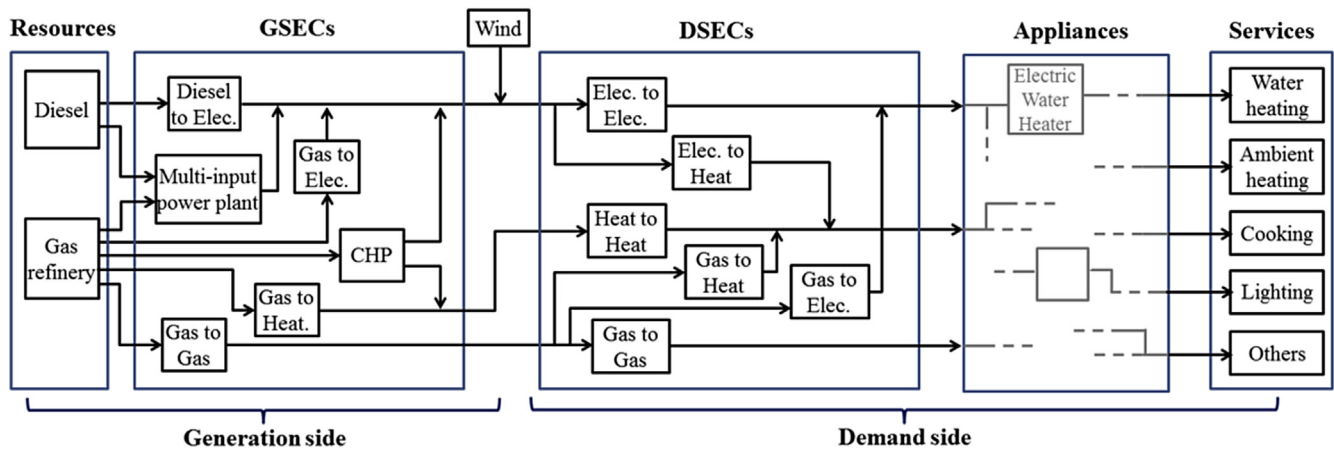 Resources
GSECs
Wind
DSECs
Appliances
Services
Diesel
Diesel
to Elec.
Multi-input
power plant
Gas to
Elec.
Gas
refinery
CHP
Gas to
Heat.
Gas to
Gas
Elec. to
Elec.
Elec. to
Heat
Heat to
Heat
Gas to
Heat
Gas to
Elec.
Gas to
Gas
Electric
Water
Heater
Water
heating
Ambient
heating
Cooking
Lighting
Others
Generation side
Demand side